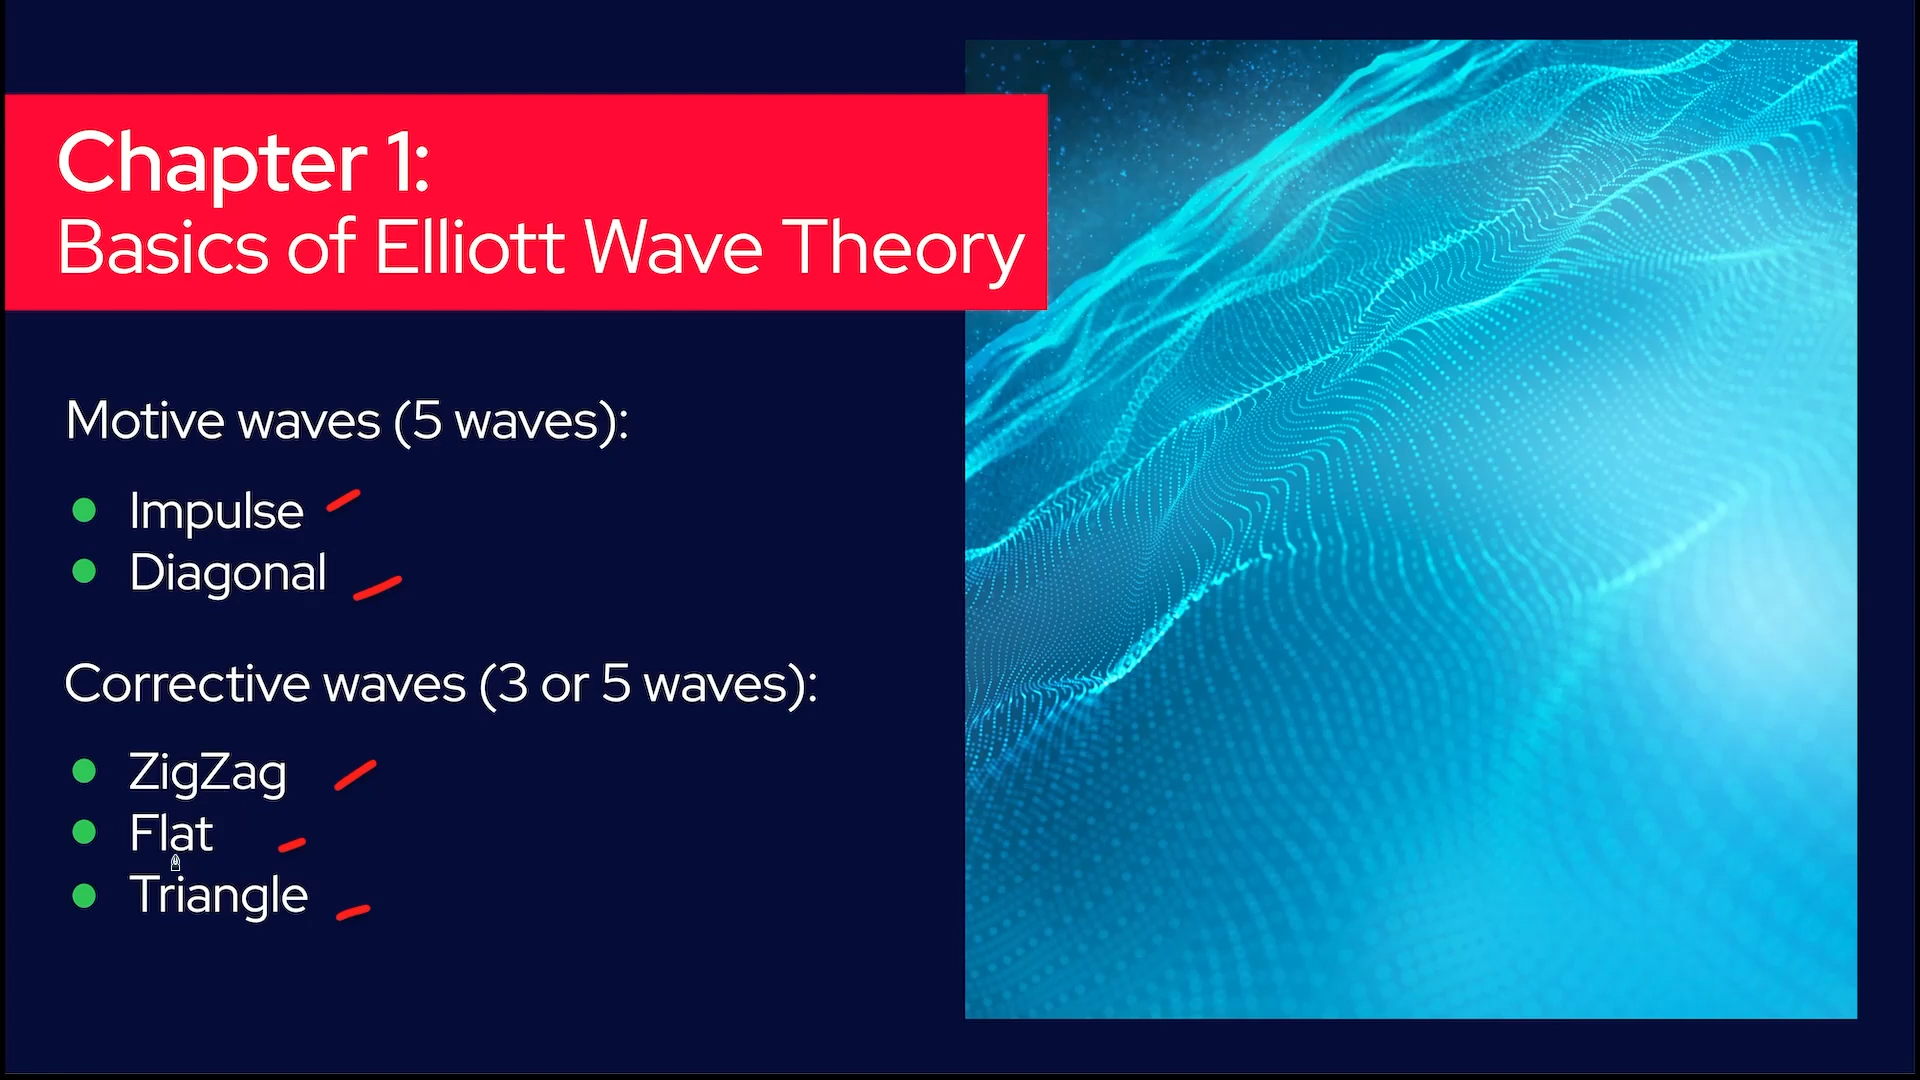 Chapter 1:
Basics of Elliott Wave Theory
Motive waves (5 waves):
Impulse
Diagonal
Corrective waves (3 or 5 waves):
ZigZag
Flat
Triangle